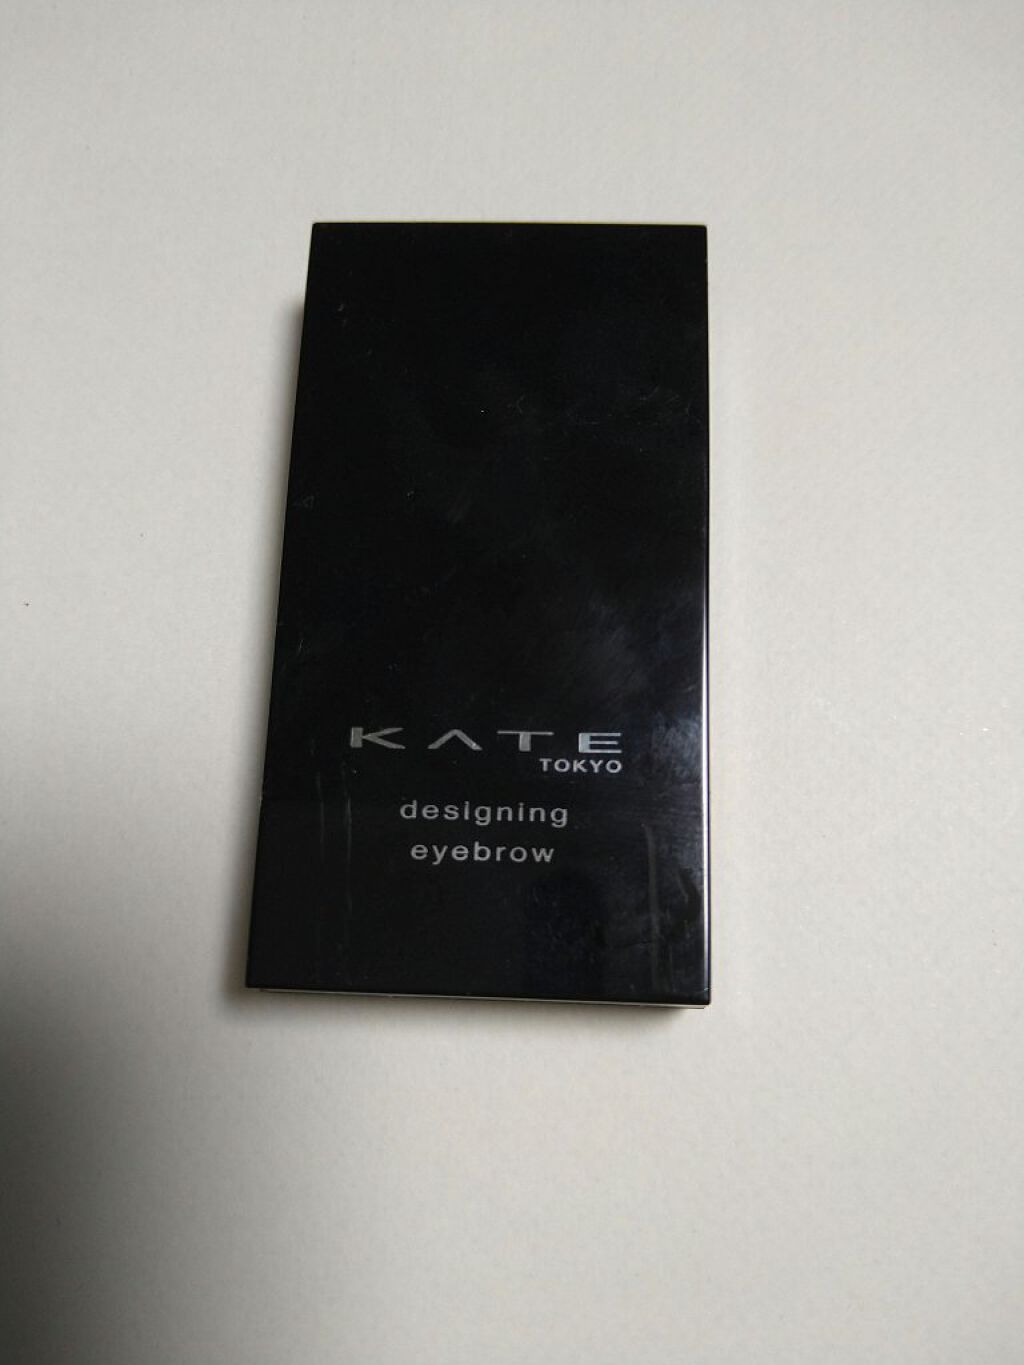 KATE
TOKYO
designing
eyebrow